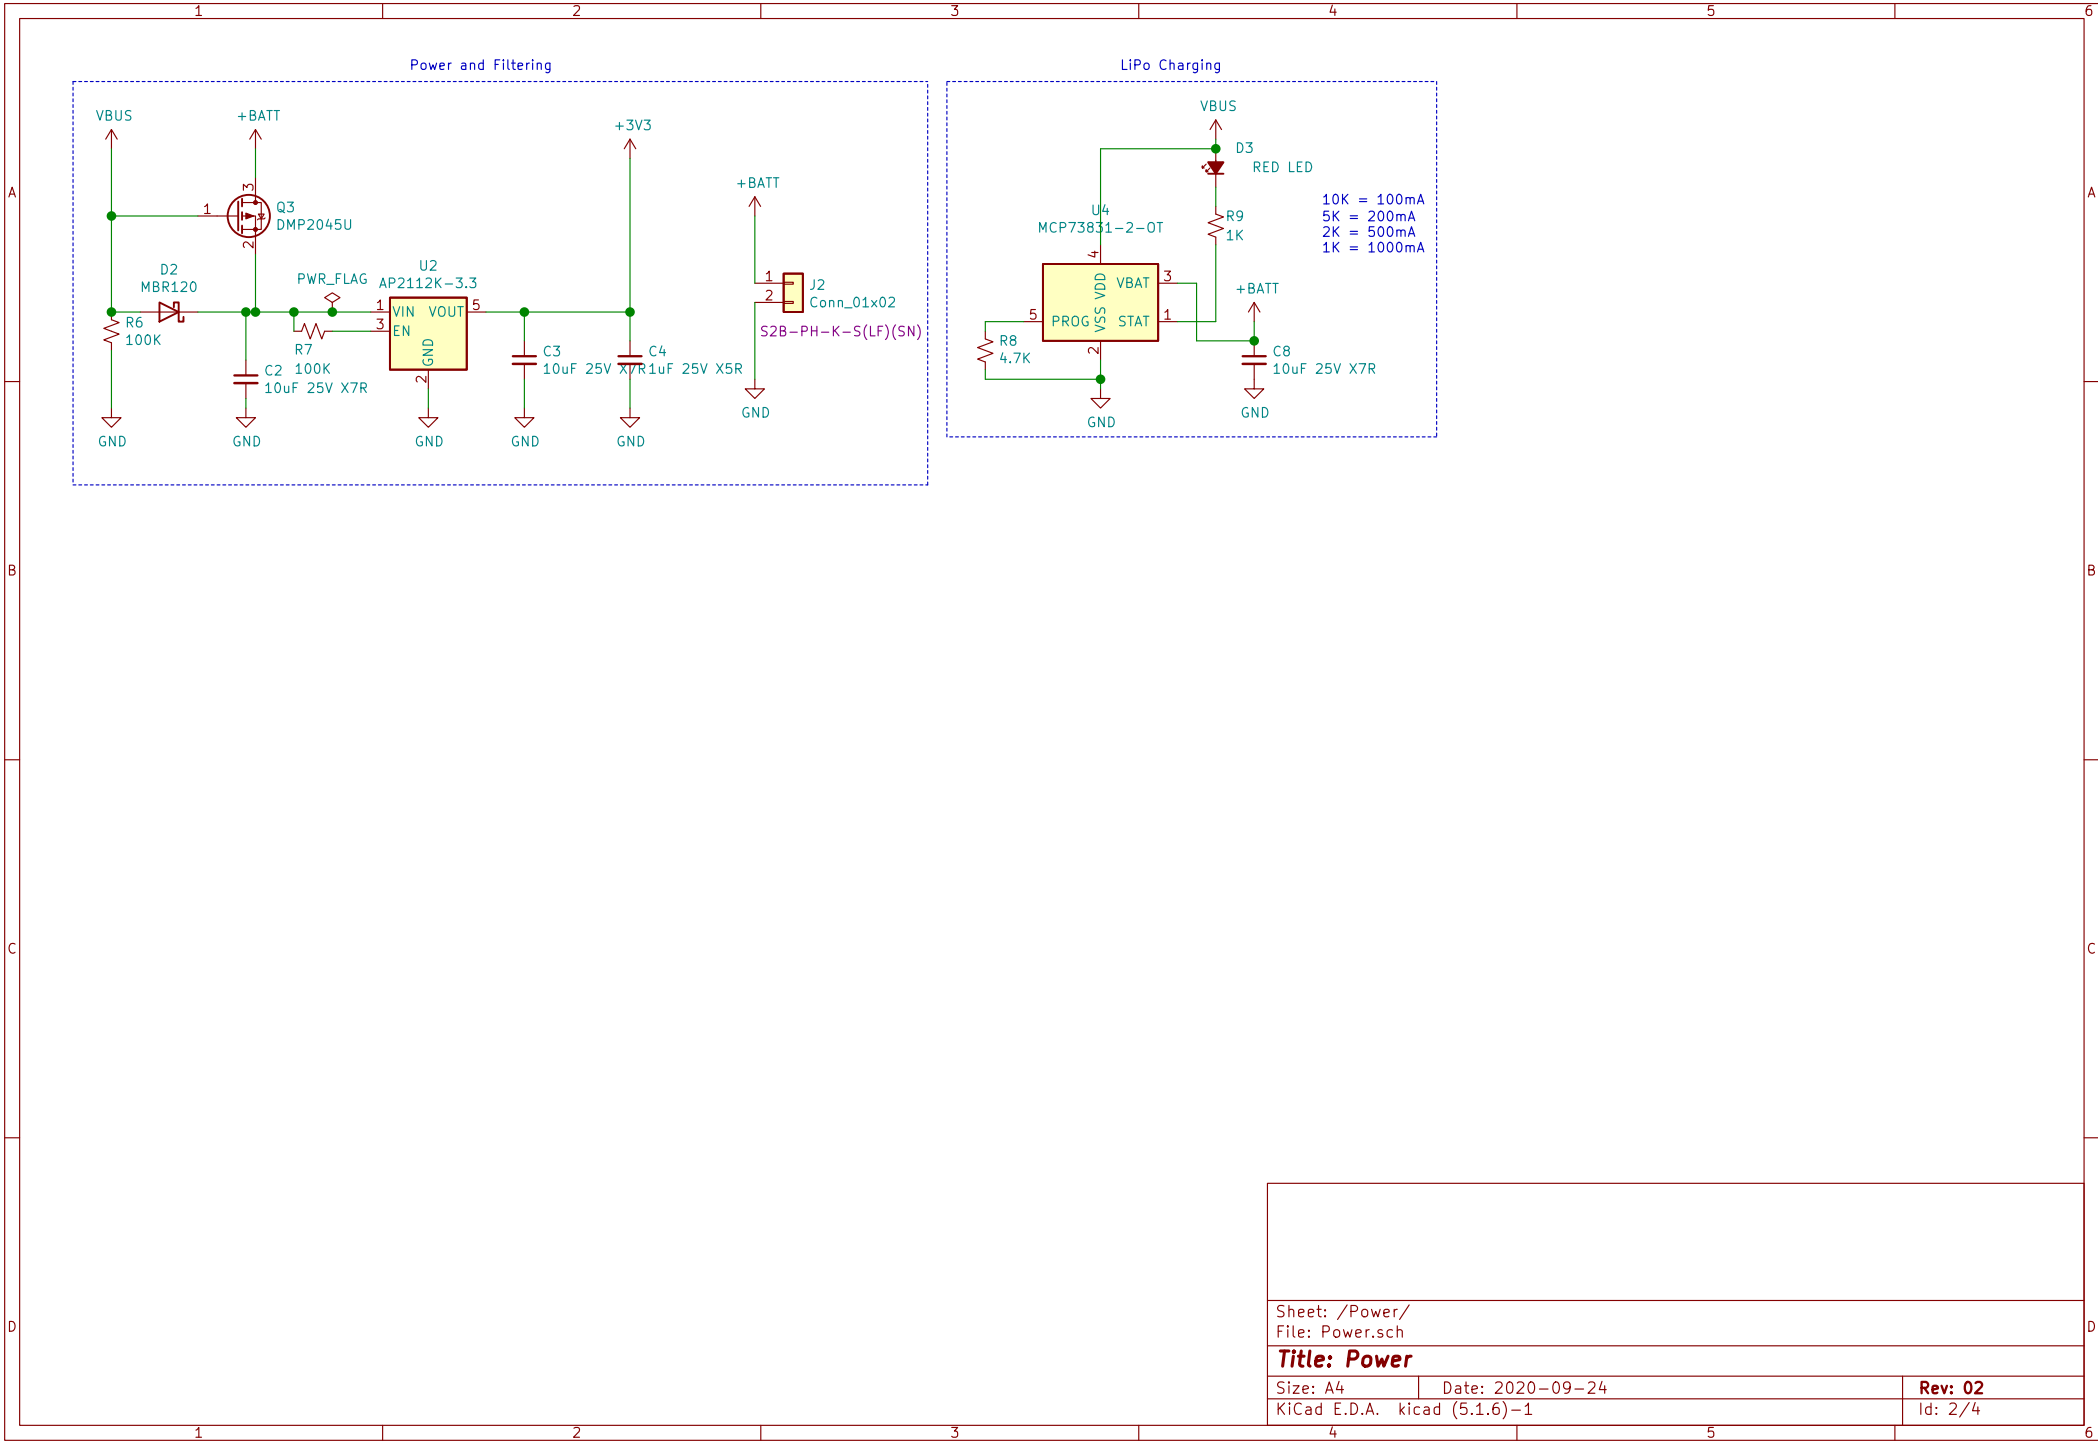 1 2 3 4 5 6
Power and Filtering
LiPo Charging
VBUS
+BATT
+3V3
+BATT
VBUS
D3
RED LED
A
A
3
1
Q3
DMP2045U
2
U4
MCP73831-2-OT
R9
1K
10K = 100mA
5K = 200mA
2K = 500mA
1K = 1000mA
D2
MBR120
PWR_FLAG
U2
AP2112K-3.3
1
VIN
VOUT
5
3
EN
GND
2
R6
100K
R7
100K
C2
10uF 25V X7R
C3
10uF 25V X7R
C4
1uF 25V X5R
1
2
J2
Conn_01x02
S2B-PH-K-S(LF)(SN)
4
VDD
VBAT
3
5
PROG
VSS
STAT
1
2
R8
4.7K
+BATT
C8
10uF 25V X7R
GND
GND
GND
GND
GND
GND
GND
GND
B
B
C
C
D
D
Sheet: /Power/
File: Power.sch
Title: Power
Size: A4
Date: 2020-09-24
Rev: 02
KiCad E.D.A. kicad (5.1.6)-1
Id: 2/4
1 2 3 4 5 6